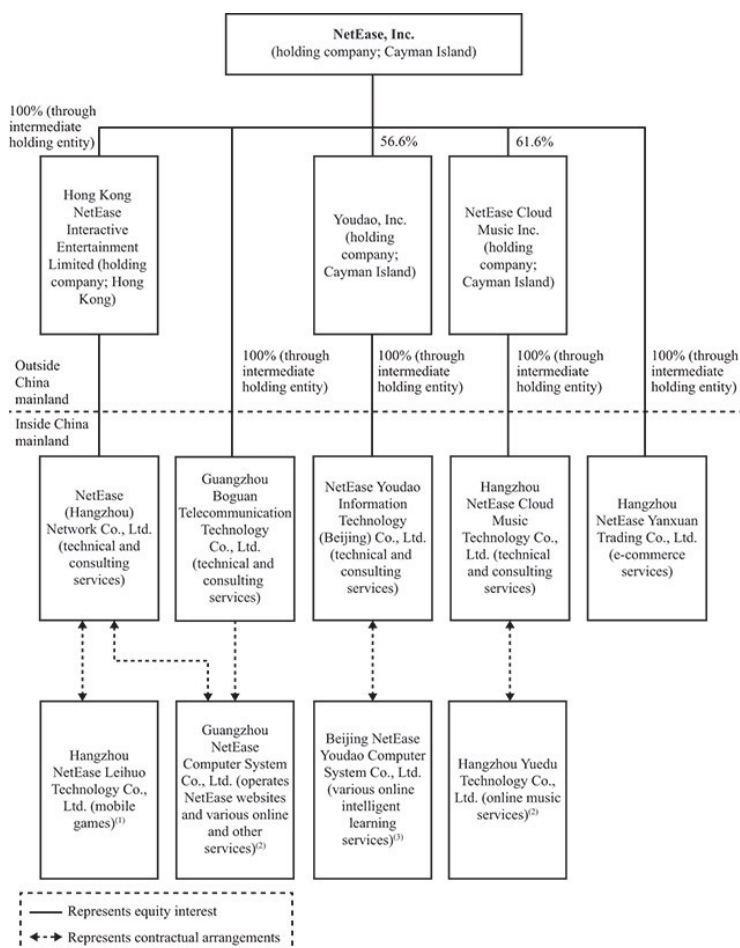 NetEase, Inc.
(holding company; Cayman Island)
100% (through
intermediate
holding entity)
56.6%
61.6%
Hong Kong
NetEase
Interactive
Entertainment
Limited (holding
company; Hong
Kong)
Youdao, Inc.
(holding
company;
Cayman Island)
NetEase Cloud
Music Inc.
(holding
company;
Cayman Island)
Outside
China
mainland
100% (through
intermediate
holding entity)
100% (through
intermediate
holding entity)
100% (through
intermediate
holding entity)
100% (through
intermediate
holding entity)
Inside China
mainland
NetEase
(Hangzhou)
Network Co., Ltd.
(technical and
consulting
services)
Guangzhou
Boguan
Telecommunication
Technology
Co., Ltd.
(technical and
consulting
services)
NetEase Youdao
Information
Technology
(Beijing) Co., Ltd.
(technical and
consulting
services)
Hangzhou
NetEase Cloud
Music
Technology Co.,
Ltd. (technical
and consulting
services)
Hangzhou
NetEase Yanxuan
Trading Co., Ltd.
(e-commerce
services)
Hangzhou
NetEase Leihuo
Technology Co.,
Ltd. (mobile
games)(1)
Guangzhou
NetEase
Computer System
Co., Ltd. (operates
NetEase websites
and various online
and other
services)(2)
Beijing NetEase
Youdao Computer
System Co., Ltd.
(various online
intelligent
learning
services)(3)
Hangzhou Yuedu
Technology Co.,
Ltd. (online music
services)(2)
Represents equity interest
Represents contractual arrangements